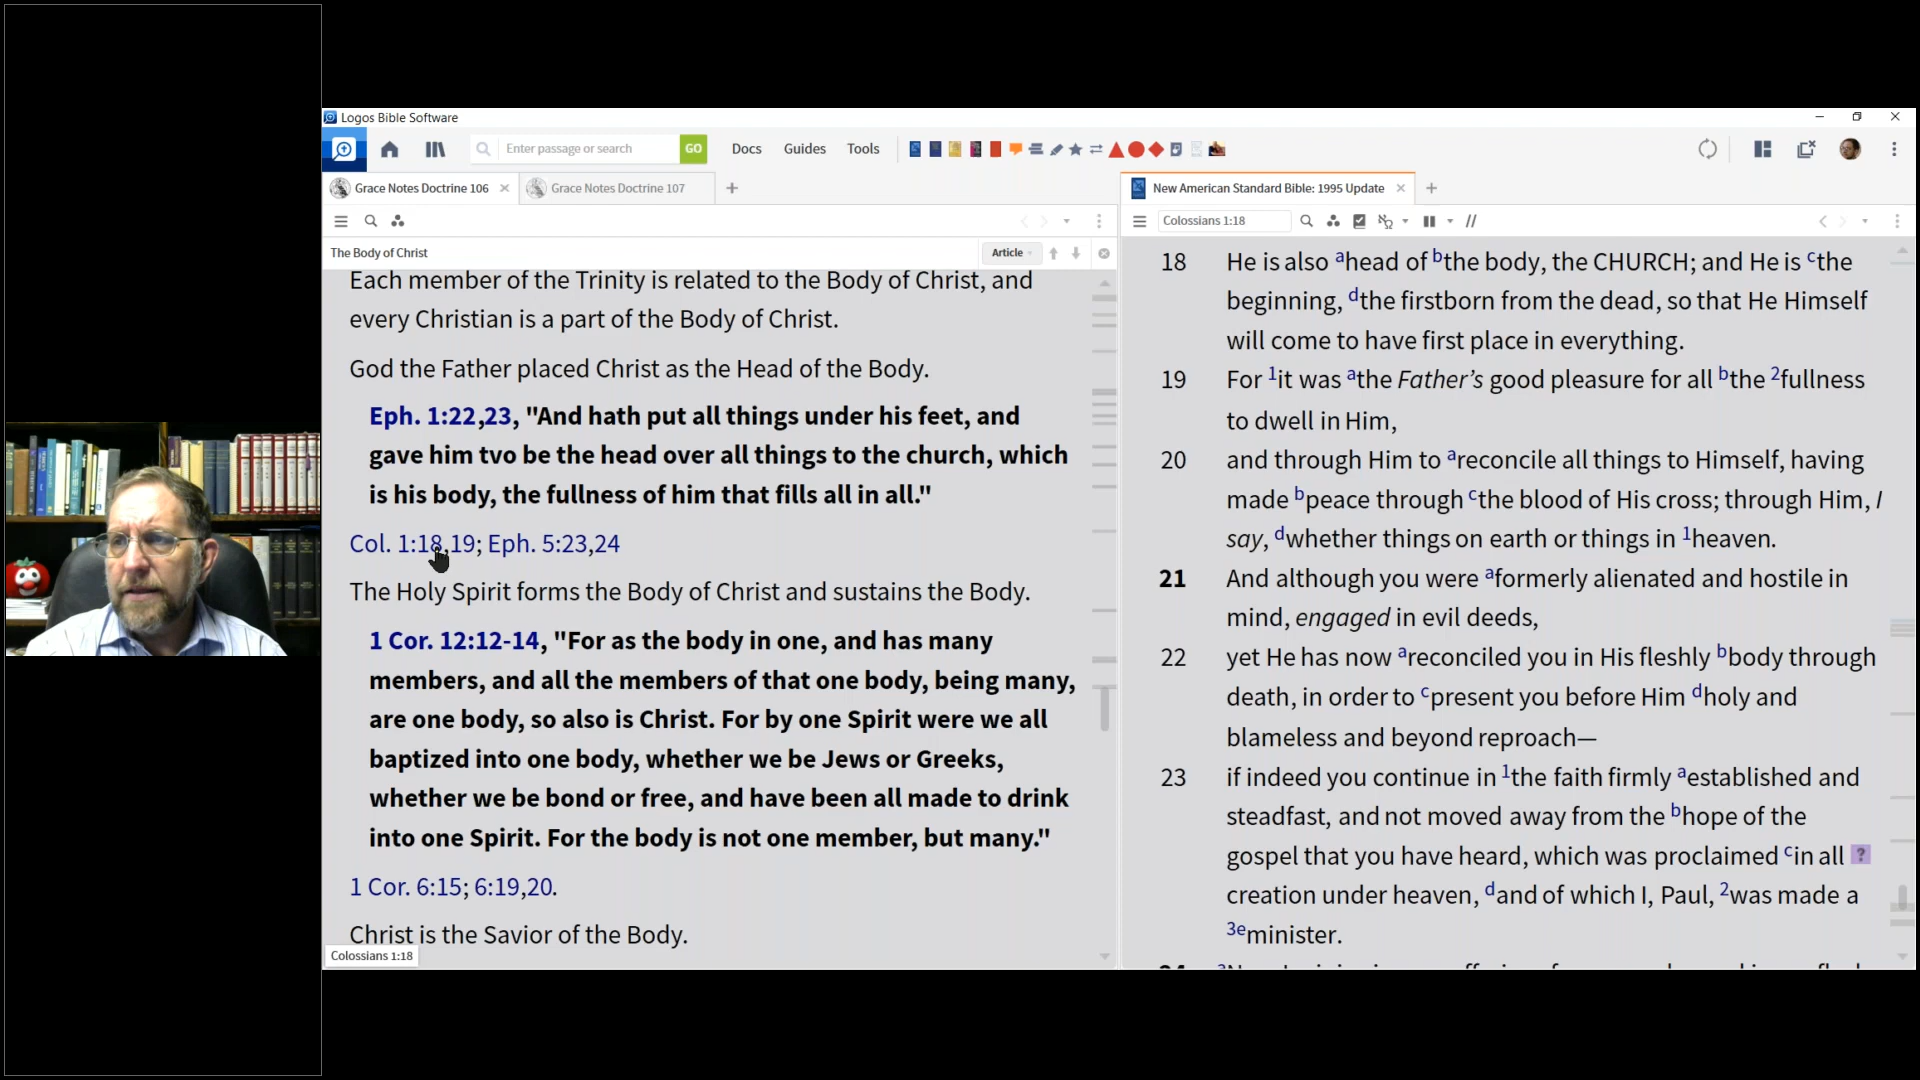 Logos Bible Software
Enter passage or search
GO
Docs
Guides
Tools
Grace Notes Doctrine 106
Grace Notes Doctrine 107
The Body of Christ
Article
Each member of the Trinity is related to the Body of Christ, and
every Christian is a part of the Body of Christ.
God the Father placed Christ as the Head of the Body.
Eph. 1:22,23, "And hath put all things under his feet, and
gave him tvo be the head over all things to the church, which
is his body, the fullness of him that fills all in all."
Col. 1:18,19; Eph. 5:23,24
The Holy Spirit forms the Body of Christ and sustains the Body.
1 Cor. 12:12-14, "For as the body in one, and has many
members, and all the members of that one body, being many,
are one body, so also is Christ. For by one Spirit were we all
baptized into one body, whether we be Jews or Greeks,
whether we be bond or free, and have been all made to drink
into one Spirit. For the body is not one member, but many."
1 Cor. 6:15; 6:19,20.
Christ is the Savior of the Body.
Colossians 1:18
New American Standard Bible: 1995 Update
Colossians 1:18
18 He is also ahead of bthe body, the CHURCH; and He is cthe
beginning, dthe firstborn from the dead, so that He Himself
will come to have first place in everything.
19 For 1it was athe Father’s good pleasure for all bthe 2fullness
to dwell in Him,
20 and through Him to areconcile all things to Himself, having
made bpeace through cthe blood of His cross; through Him, I
say, dwhether things on earth or things in 1heaven.
21 And although you were aformerly alienated and hostile in
mind, engaged in evil deeds,
22 yet He has now areconciled you in His fleshly bbody through
death, in order to cpresent you before Him dholy and
blameless and beyond reproach—
23 if indeed you continue in 1the faith firmly aestablished and
steadfast, and not moved away from the bhope of the
gospel that you have heard, which was proclaimed cin all ?
creation under heaven, dand of which I, Paul, 2was made a
3eminister.